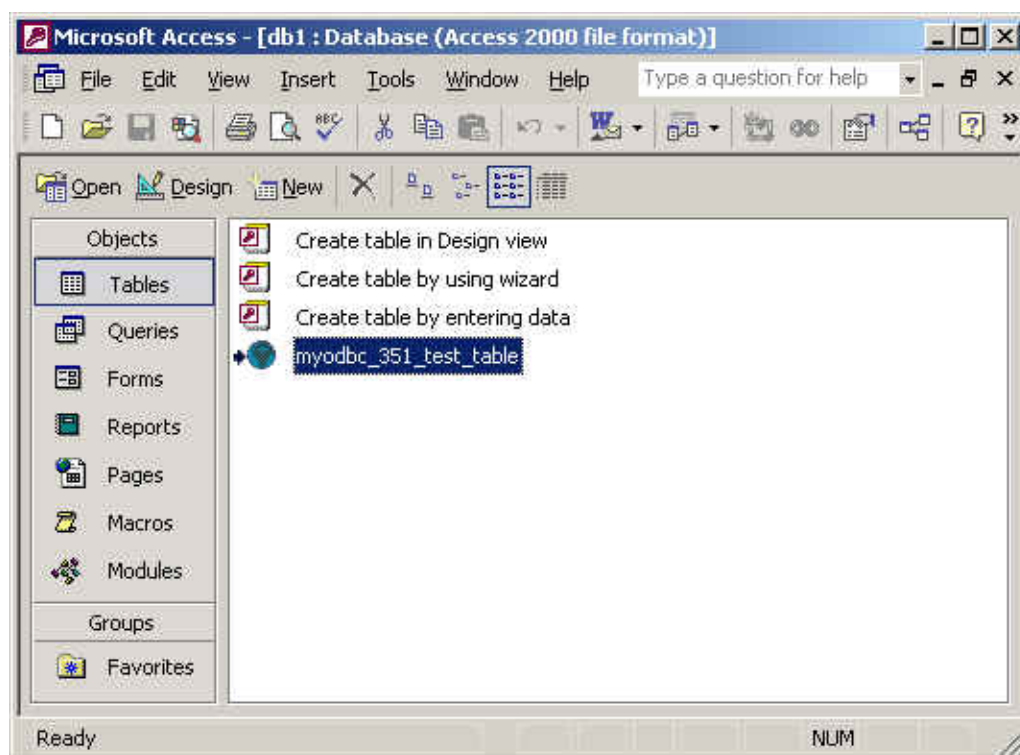 Microsoft Access - [db1 : Database (Access 2000 file format)]
File Edit View Insert Tools Window Help Type a question for help
ABC
Open Design New
Objects
Tables
Queries
Forms
Reports
Pages
Macros
Modules
Groups
Favorites
Create table in Design view
Create table by using wizard
Create table by entering data
myodbc_351_test_table
Ready NUM